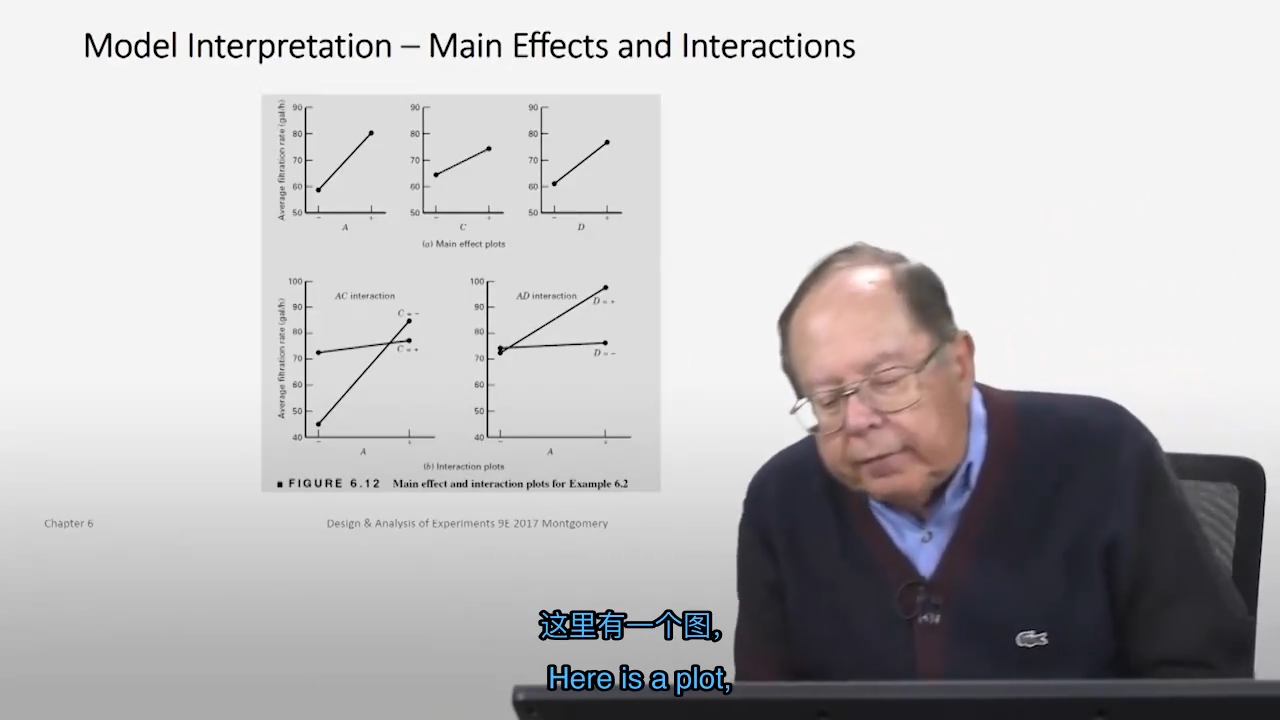 Model Interpretation – Main Effects and Interactions
Average filtration rate (gal/h)
90
80
70
60
50
–
+
A
90
80
70
60
50
–
+
C
90
80
70
60
50
–
+
D
(a) Main effect plots
Average filtration rate (gal/h)
100
90
80
70
60
50
40
AC interaction
C = –
C = +
–
+
A
100
90
80
70
60
50
40
AD interaction
D = +
D = –
–
+
A
(b) Interaction plots
■ FIGURE 6.12 Main effect and interaction plots for Example 6.2
Chapter 6
Design & Analysis of Experiments 9E 2017 Montgomery
这里有一个图,
Here is a plot,